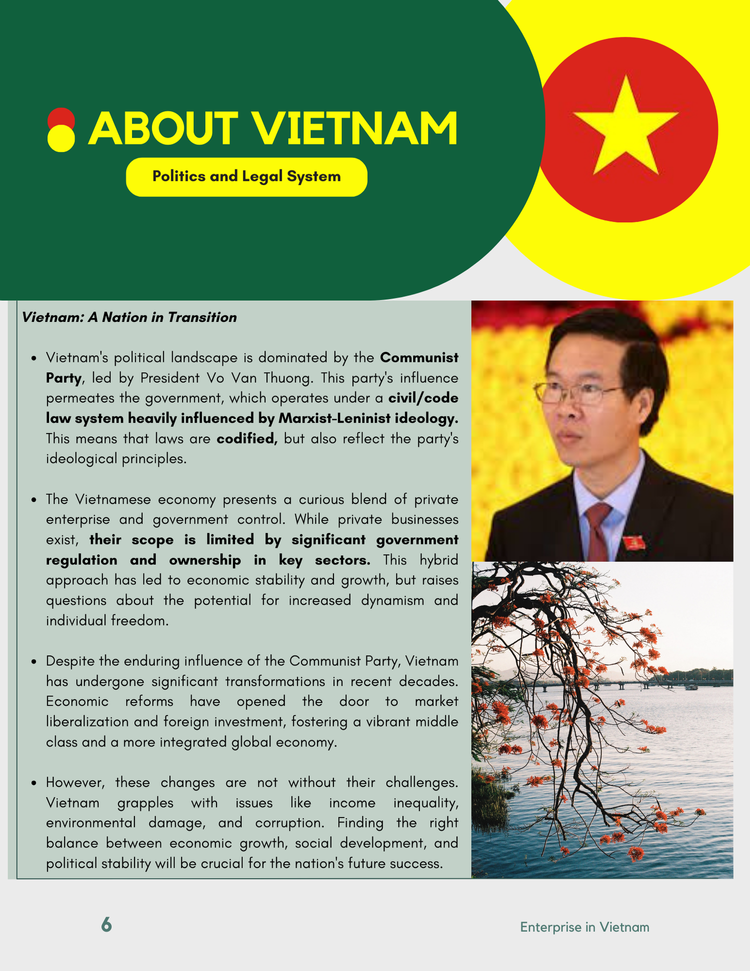 ABOUT VIETNAM
Politics and Legal System
Vietnam: A Nation in Transition
• Vietnam's political landscape is dominated by the Communist
Party, led by President Vo Van Thuong. This party's influence
permeates the government, which operates under a civil/code
law system heavily influenced by Marxist-Leninist ideology.
This means that laws are codified, but also reflect the party's
ideological principles.
• The Vietnamese economy presents a curious blend of private
enterprise and government control. While private businesses
exist, their scope is limited by significant government
regulation and ownership in key sectors. This hybrid
approach has led to economic stability and growth, but raises
questions about the potential for increased dynamism and
individual freedom.
• Despite the enduring influence of the Communist Party, Vietnam
has undergone significant transformations in recent decades.
Economic reforms have opened the door to market
liberalization and foreign investment, fostering a vibrant middle
class and a more integrated global economy.
• However, these changes are not without their challenges.
Vietnam grapples with issues like income inequality,
environmental damage, and corruption. Finding the right
balance between economic growth, social development, and
political stability will be crucial for the nation's future success.
6
Enterprise in Vietnam